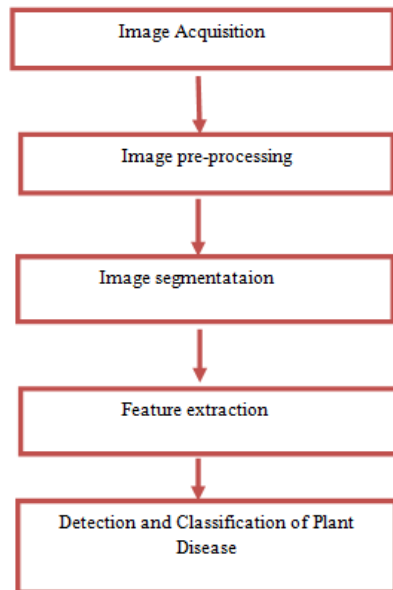 Image Acquisition
Image pre-processing
Image segmentataion
Feature extraction
Detection and Classification of Plant
Disease